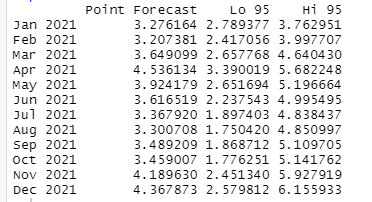 Point Forecast Lo 95 Hi 95
Jan 2021 3.276164 2.789377 3.762951
Feb 2021 3.207381 2.417056 3.997707
Mar 2021 3.649099 2.657768 4.640430
Apr 2021 4.536134 3.390019 5.682248
May 2021 3.924179 2.651694 5.196664
Jun 2021 3.616519 2.237543 4.995495
Jul 2021 3.367920 1.897403 4.838437
Aug 2021 3.300708 1.750420 4.850997
Sep 2021 3.489209 1.868712 5.109705
Oct 2021 3.459007 1.776251 5.141762
Nov 2021 4.189630 2.451340 5.927919
Dec 2021 4.367873 2.579812 6.155933